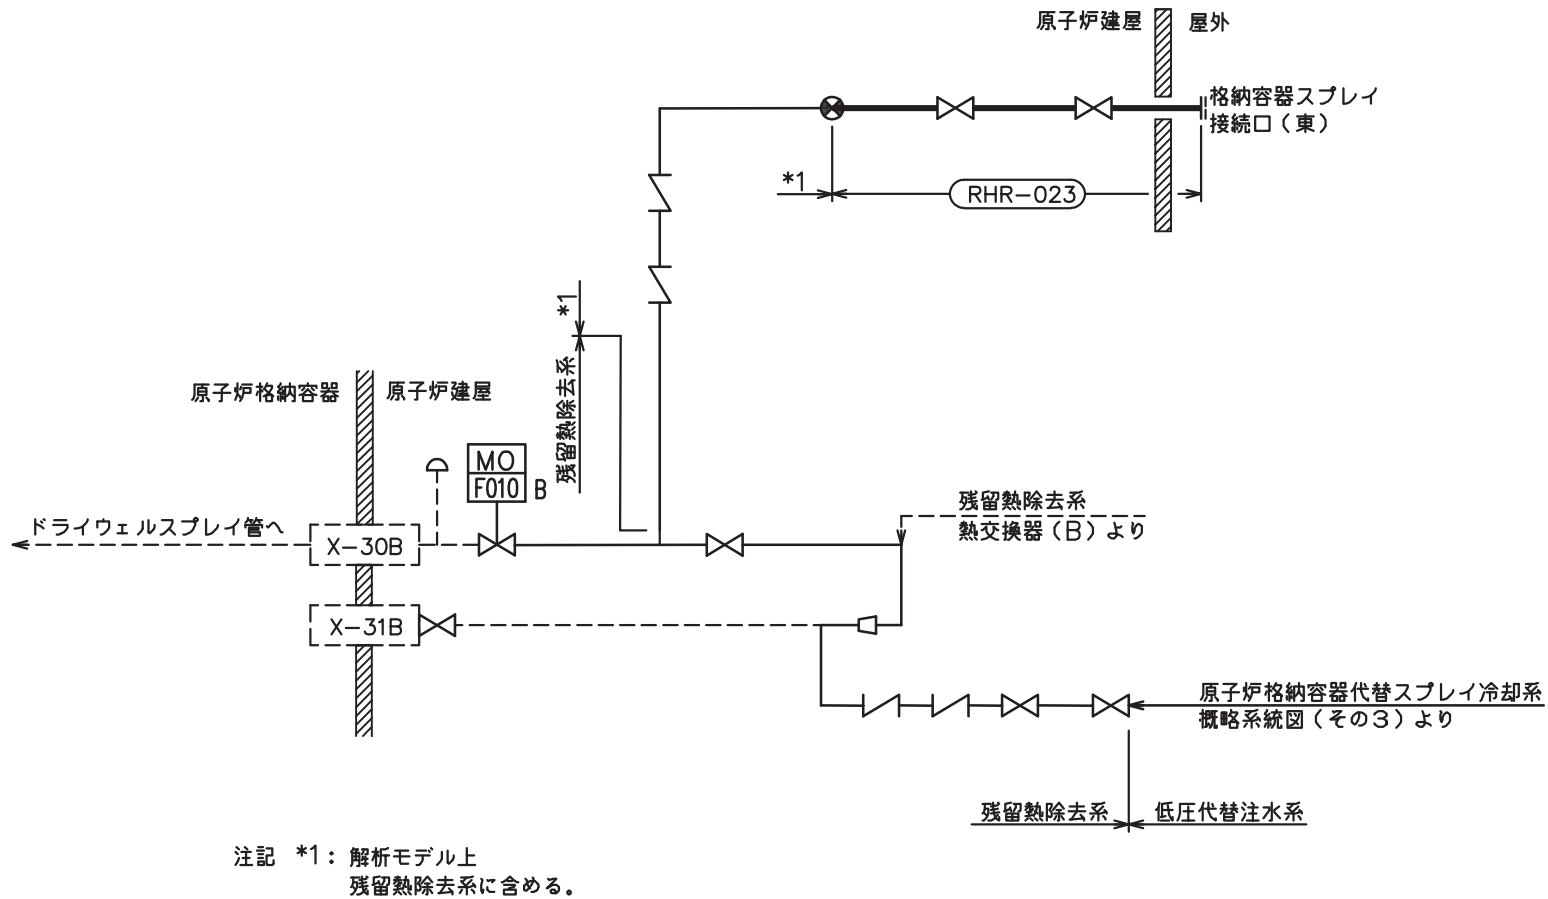 原子炉建屋
屋外
格納容器スプレイ
接続口（東）
*1
RHR-023
*1
残留熱除去系
原子炉格納容器
原子炉建屋
MO
F010 B
ドライウェルスプレイ管へ
X-30B
残留熱除去系
熱交換器（B）より
X-31B
原子炉格納容器代替スプレイ冷却系
概略系統図（その3）より
残留熱除去系
低圧代替注水系
注記 *1：解析モデル上
残留熱除去系に含める。